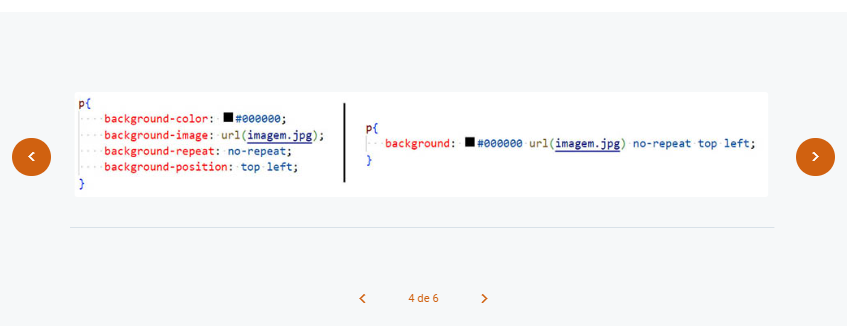 p{
background-color: #000000;
background-image: url(imagem.jpg);
background-repeat: no-repeat;
background-position: top left;
}
p{
background: #000000 url(imagem.jpg) no-repeat top left;
}
4 de 6